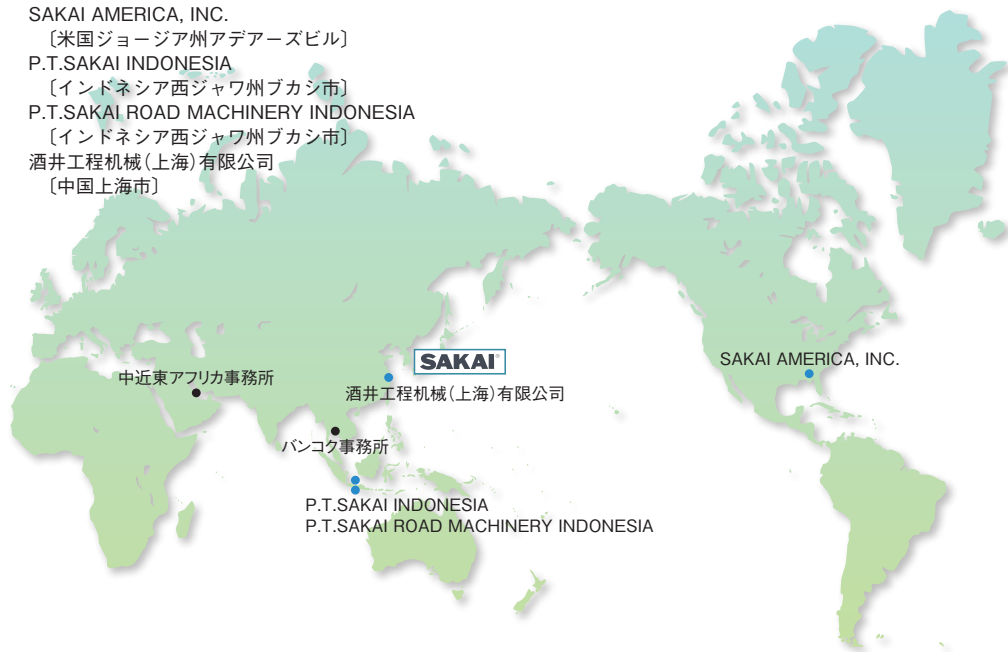 SAKAI AMERICA, INC.
〔米国ジョージア州アデアーズビル〕
P.T.SAKAI INDONESIA
〔インドネシア西ジャワ州ブカシ市〕
P.T.SAKAI ROAD MACHINERY INDONESIA
〔インドネシア西ジャワ州ブカシ市〕
酒井工程机械(上海)有限公司
〔中国上海市〕
SAKAI
SAKAI AMERICA, INC.
中近東アフリカ事務所
酒井工程机械(上海)有限公司
バンコク事務所
P.T.SAKAI INDONESIA
P.T.SAKAI ROAD MACHINERY INDONESIA